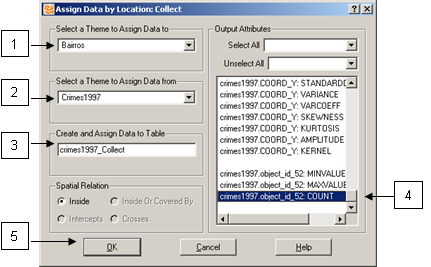 Assign Data by Location: Collect
Select a Theme to Assign Data to
Bairros
Select a Theme to Assign Data from
Crimes1997
Create and Assign Data to Table
crimes1997_Collect
Spatial Relation
Inside
Inside Or Covered By
Intercepts
Crosses
Output Attributes
Select All
Unselect All
crimes1997.COORD_Y: STANDARDD
crimes1997.COORD_Y: VARIANCE
crimes1997.COORD_Y: VARCOEFF
crimes1997.COORD_Y: SKEWNESS
crimes1997.COORD_Y: KURTOSIS
crimes1997.COORD_Y: AMPLITUDE
crimes1997.COORD_Y: KERNEL
crimes1997.object_id_52: MINVALUE
crimes1997.object_id_52: MAXVALUE
crimes1997.object_id_52: COUNT
OK
Cancel
Help
1
2
3
4
5